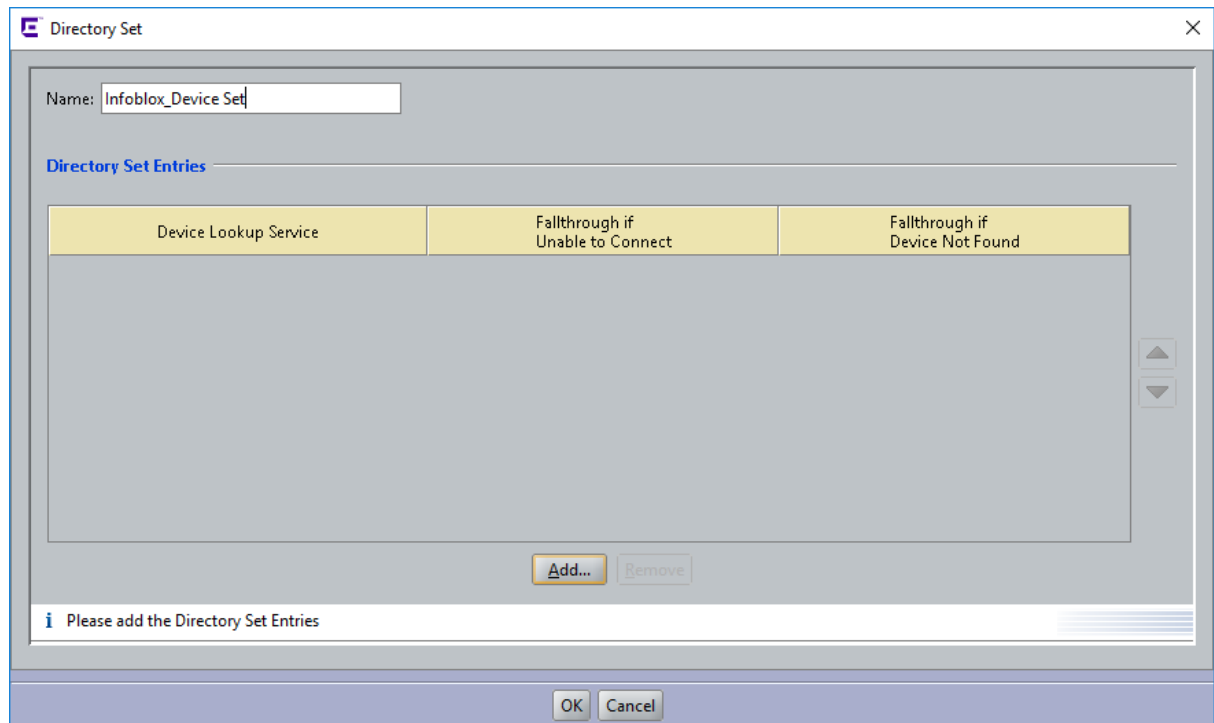 Directory Set
Name: Infoblox_Device Set
Directory Set Entries
Device Lookup Service
Fallthrough if
Unable to Connect
Fallthrough if
Device Not Found
Add... Remove
i Please add the Directory Set Entries
OK Cancel